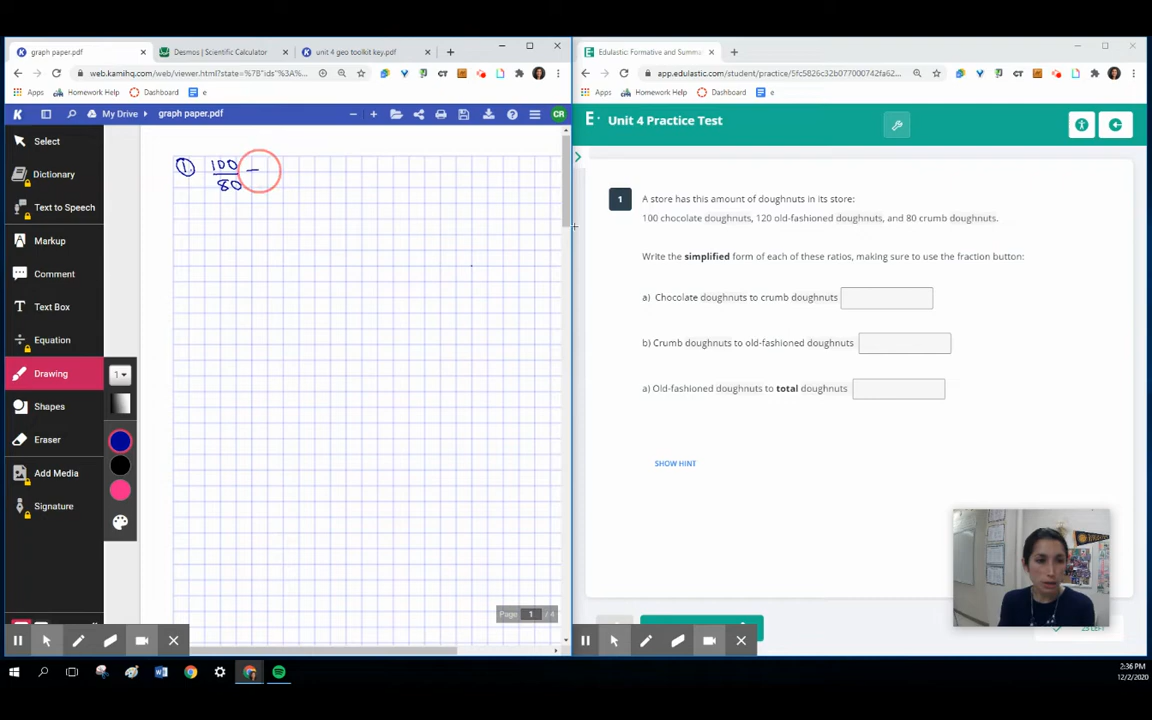 graph paper.pdf
Desmos | Scientific Calculator
unit 4 geo toolkit key.pdf
Edulastic: Formative and Summa
web.kamihq.com/web/viewer.html?state=%7B"ids"%3A%...
app.edulastic.com/student/practice/5fc5826c32b077000742fa62...
Apps
Homework Help
Dashboard
e
Apps
Homework Help
Dashboard
e
K
My Drive
graph paper.pdf
CR
E Unit 4 Practice Test
Select
Dictionary
Text to Speech
Markup
Comment
Text Box
Equation
Drawing
Shapes
Eraser
Add Media
Signature
1
1. 100
80
1
A store has this amount of doughnuts in its store:
100 chocolate doughnuts, 120 old-fashioned doughnuts, and 80 crumb doughnuts.
Write the simplified form of each of these ratios, making sure to use the fraction button:
a) Chocolate doughnuts to crumb doughnuts
b) Crumb doughnuts to old-fashioned doughnuts
a) Old-fashioned doughnuts to total doughnuts
SHOW HINT
Page 1 / 4
2:36 PM
12/2/2020